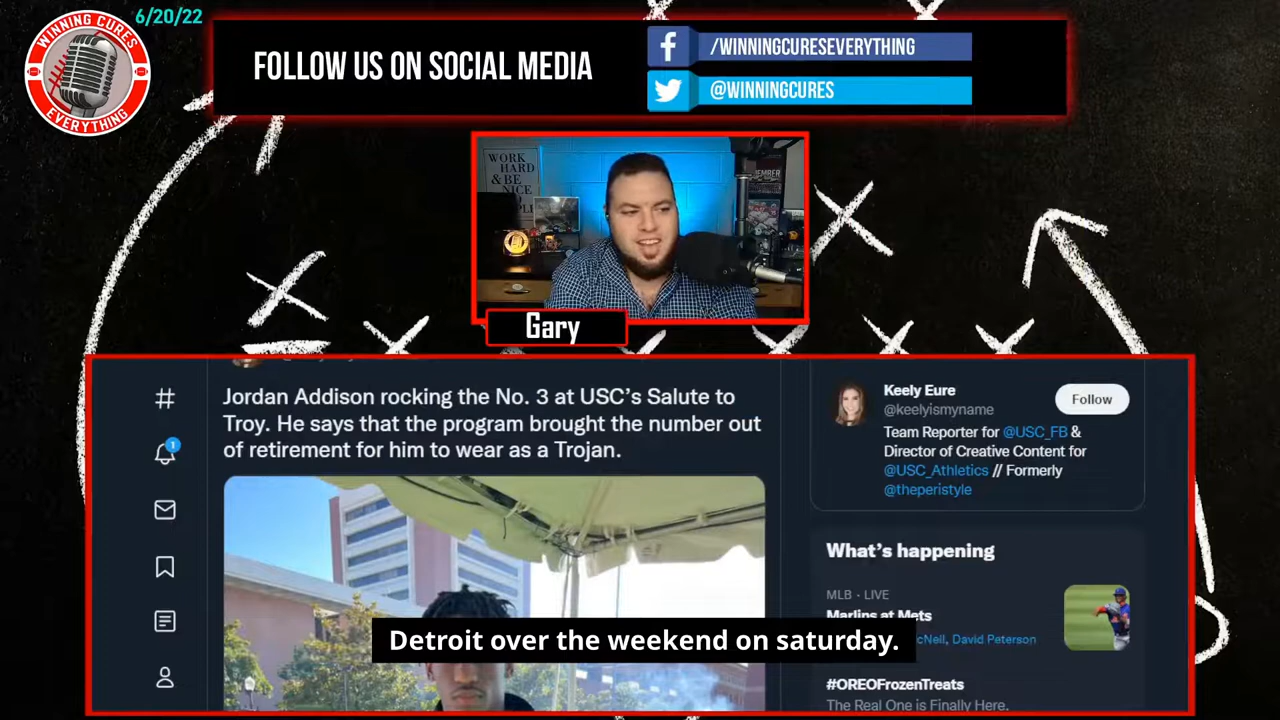 6/20/22
WINNING CURES
EVERYTHING
FOLLOW US ON SOCIAL MEDIA
/WINNINGCURESEVERYTHING
@WINNINGCURES
WORK
HARD
& BE
NICE
Gary
Jordan Addison rocking the No. 3 at USC’s Salute to
Troy. He says that the program brought the number out
of retirement for him to wear as a Trojan.
Keely Eure
@keelyismyname
Follow
Team Reporter for @USC_FB &
Director of Creative Content for
@USC_Athletics // Formerly
@theperistyle
1
What’s happening
MLB · LIVE
Marlins at Mets
cNeil, David Peterson
#OREOFrozenTreats
The Real One is Finally Here.
Detroit over the weekend on saturday.